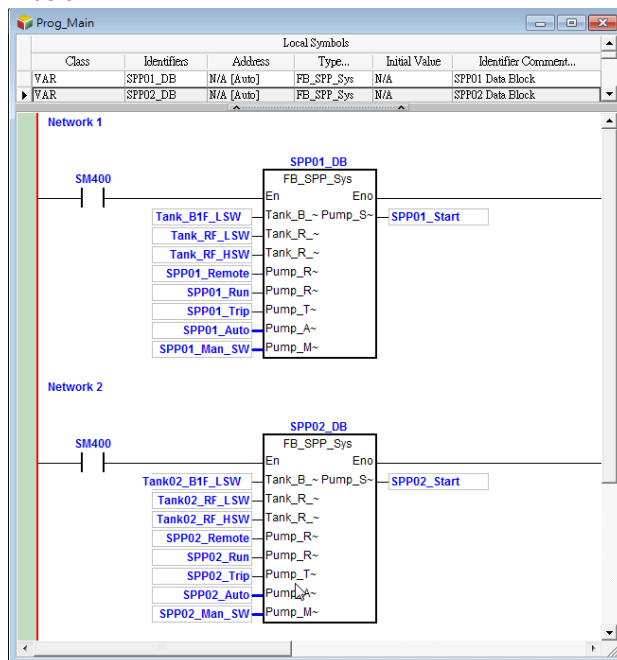 Prog_Main
Local Symbols
Class Identifiers Address Type... Initial Value Identifier Comment...
VAR SPP01_DB N/A [Auto] FB_SPP_Sys N/A SPP01 Data Block
VAR SPP02_DB N/A [Auto] FB_SPP_Sys N/A SPP02 Data Block
Network 1
SPP01_DB
SM400 FB_SPP_Sys
En Eno
Tank_B1F_LSW Tank_B_~ Pump_S~ SPP01_Start
Tank_RF_LSW Tank_R_~
Tank_RF_HSW Tank_R_~
SPP01_Remote Pump_R~
SPP01_Run Pump_R~
SPP01_Trip Pump_T~
SPP01_Auto Pump_A~
SPP01_Man_SW Pump_M~
Network 2
SPP02_DB
SM400 FB_SPP_Sys
En Eno
Tank02_B1F_LSW Tank_B_~ Pump_S~ SPP02_Start
Tank02_RF_LSW Tank_R_~
Tank02_RF_HSW Tank_R_~
SPP02_Remote Pump_R~
SPP02_Run Pump_R~
SPP02_Trip Pump_T~
SPP02_Auto Pump_A~
SPP02_Man_SW Pump_M~